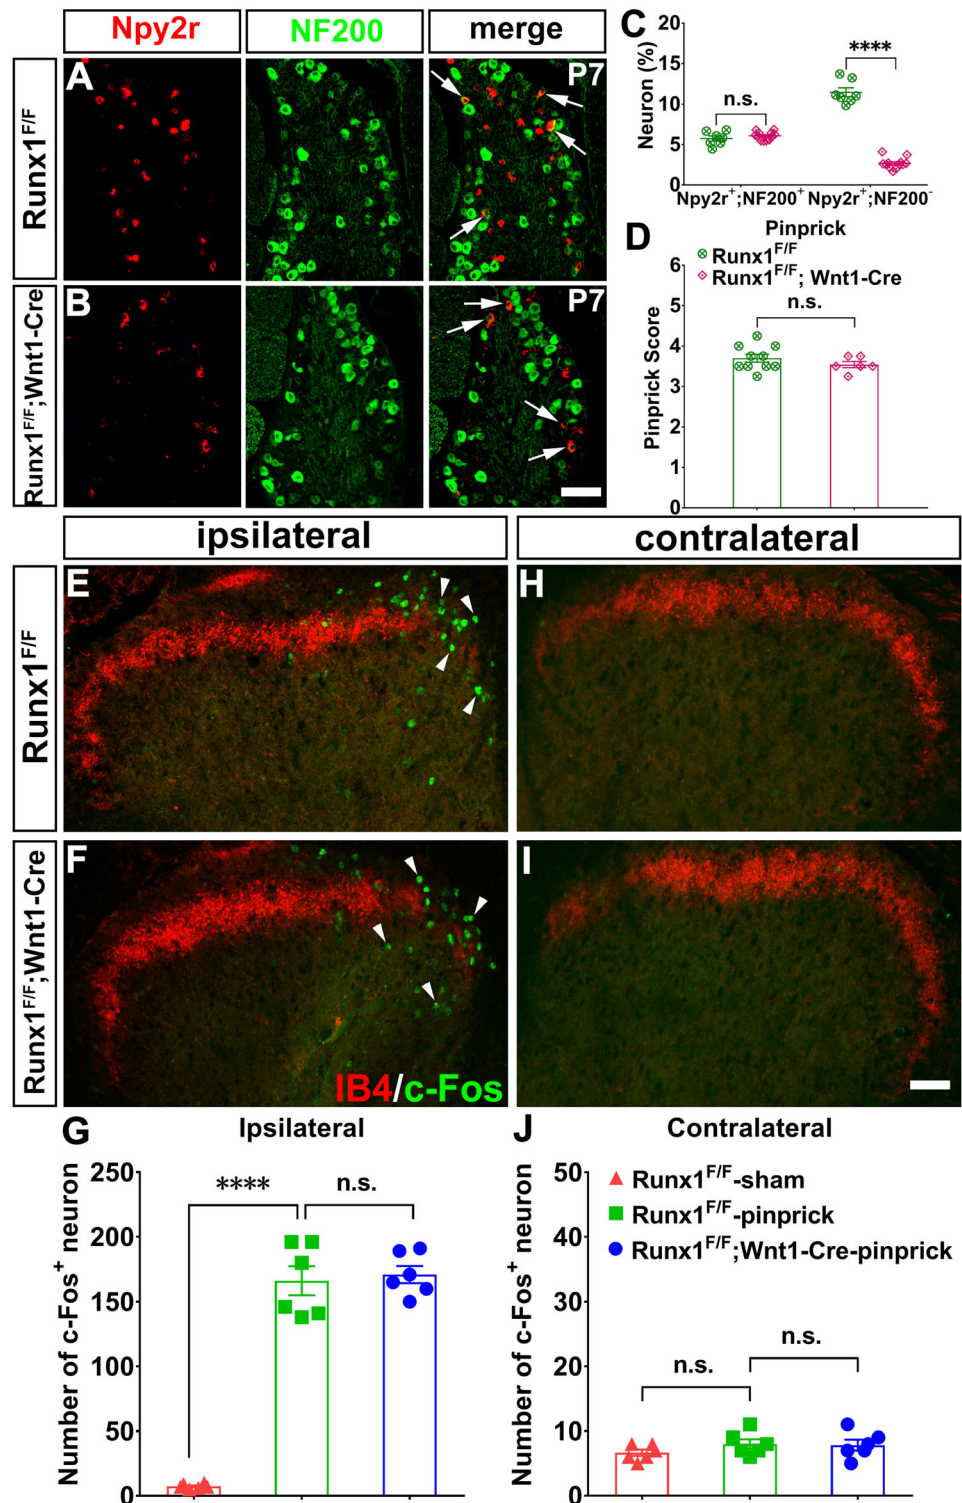 Npy2r NF200 merge
Runx1F/F
A
P7
Runx1F/F;Wnt1-Cre
B
P7
C
Neuron (%)
20
15
10
5
0
n.s.
****
Npy2r+;NF200+ Npy2r+;NF200-
D
Pinprick
Runx1F/F
Runx1F/F; Wnt1-Cre
n.s.
Pinprick Score
6
5
4
3
2
1
0
ipsilateral contralateral
Runx1F/F
E
H
Runx1F/F;Wnt1-Cre
F
I
IB4/c-Fos
G
Ipsilateral
Number of c-Fos+ neuron
250
200
150
100
50
0
****
n.s.
J
Contralateral
Number of c-Fos+ neuron
50
40
30
20
10
0
Runx1F/F-sham
Runx1F/F-pinprick
Runx1F/F;Wnt1-Cre-pinprick
n.s.
n.s.